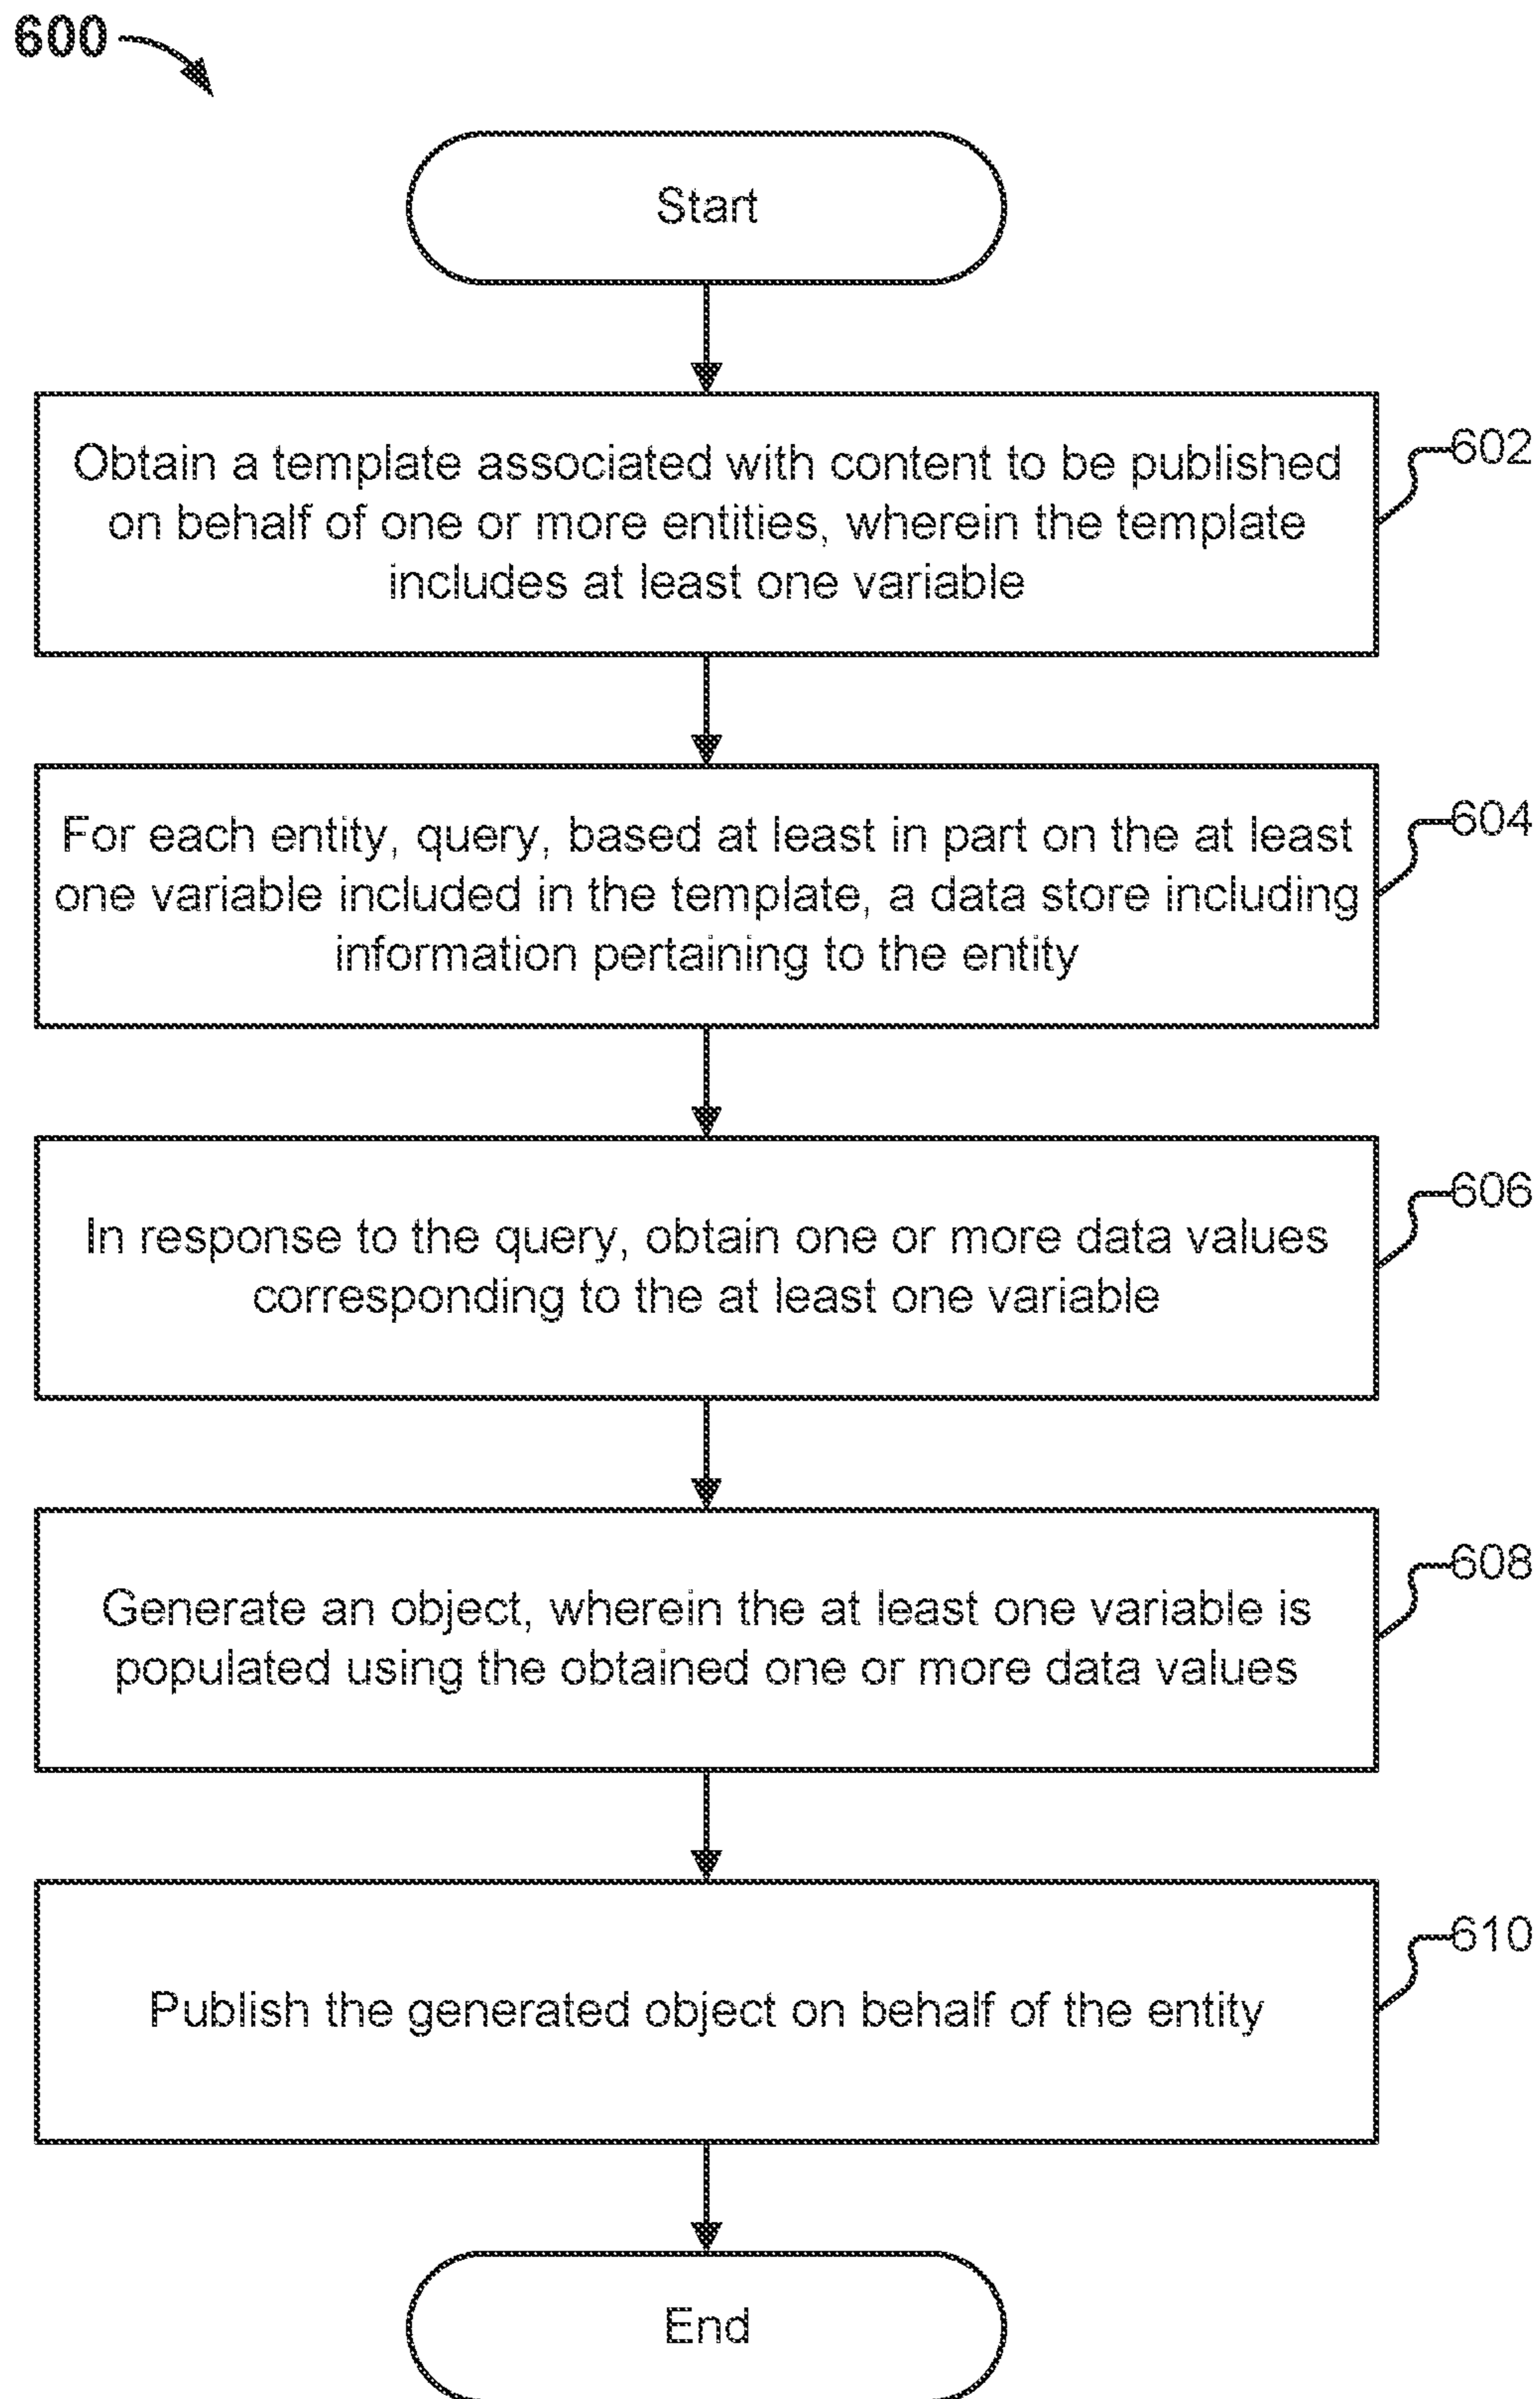 600
Start
Obtain a template associated with content to be published
on behalf of one or more entities, wherein the template
includes at least one variable
602
For each entity, query, based at least in part on the at least
one variable included in the template, a data store including
information pertaining to the entity
604
In response to the query, obtain one or more data values
corresponding to the at least one variable
606
Generate an object, wherein the at least one variable is
populated using the obtained one or more data values
608
Publish the generated object on behalf of the entity
610
End